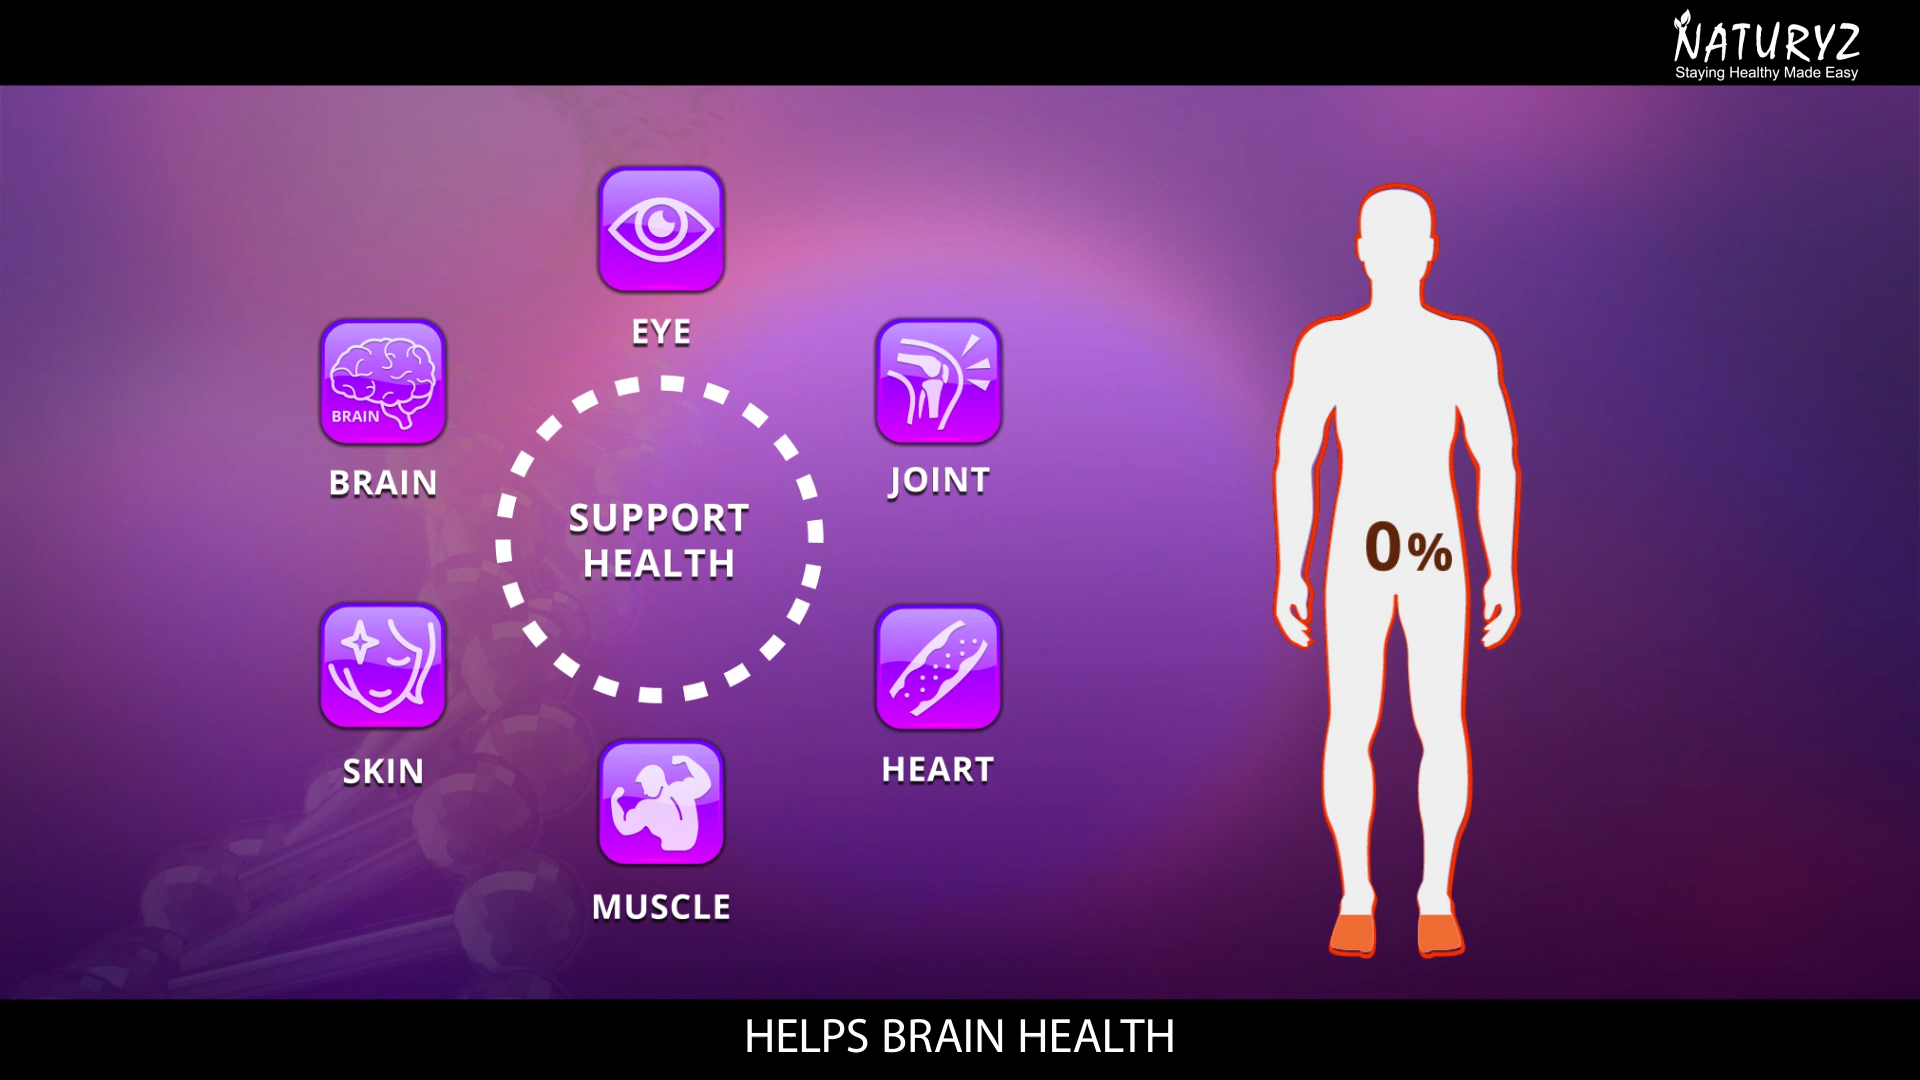 NATURYZ
Staying Healthy Made Easy
EYE
BRAIN
BRAIN
JOINT
SUPPORT
HEALTH
0%
SKIN
HEART
MUSCLE
HELPS BRAIN HEALTH